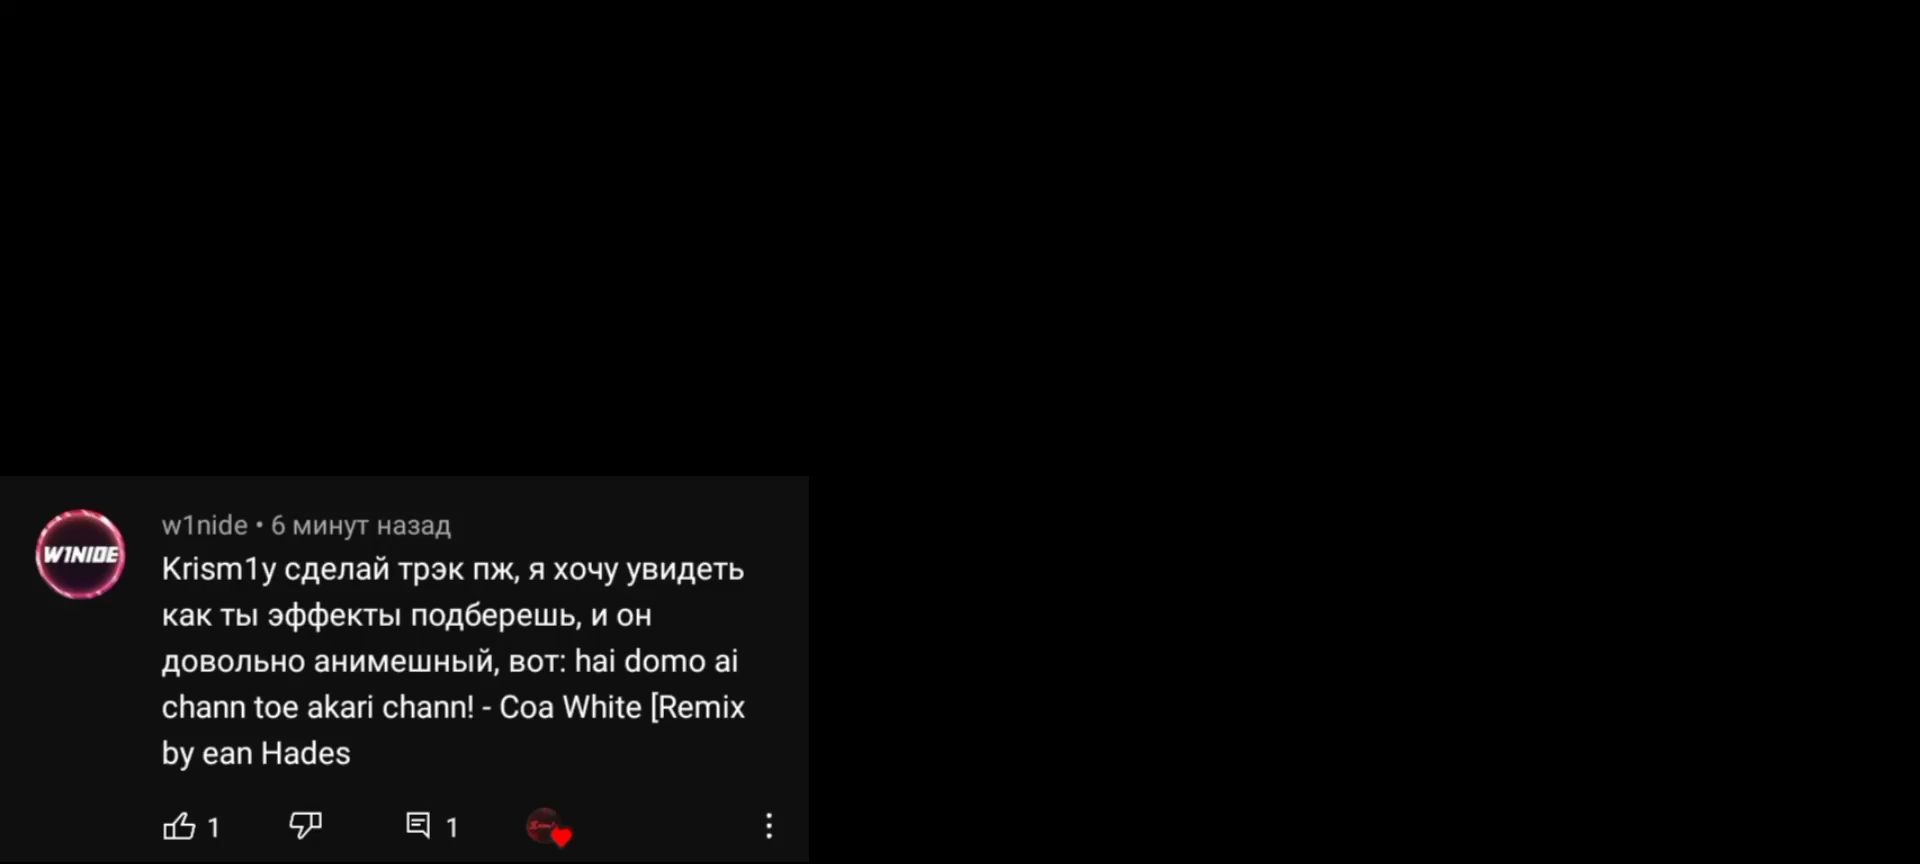 w1nide • 6 минут назад
W1NIDE
Krism1y сделай трэк пж, я хочу увидеть
как ты эффекты подберешь, и он
довольно анимешный, вот: hai domo ai
chann toe akari chann! - Coa White [Remix
by ean Hades
1 1